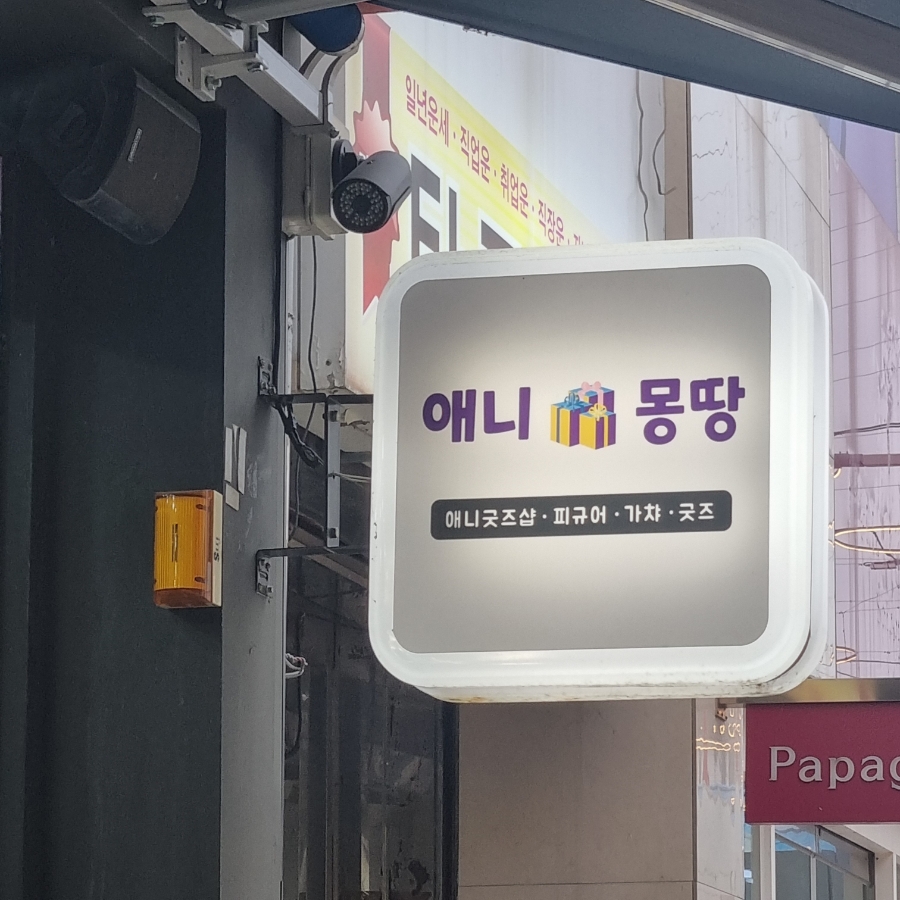 일년운세 · 직업운 · 취업운 · 직장운 ·
애니 몽땅
애니굿즈샵 · 피규어 · 가챠 · 굿즈